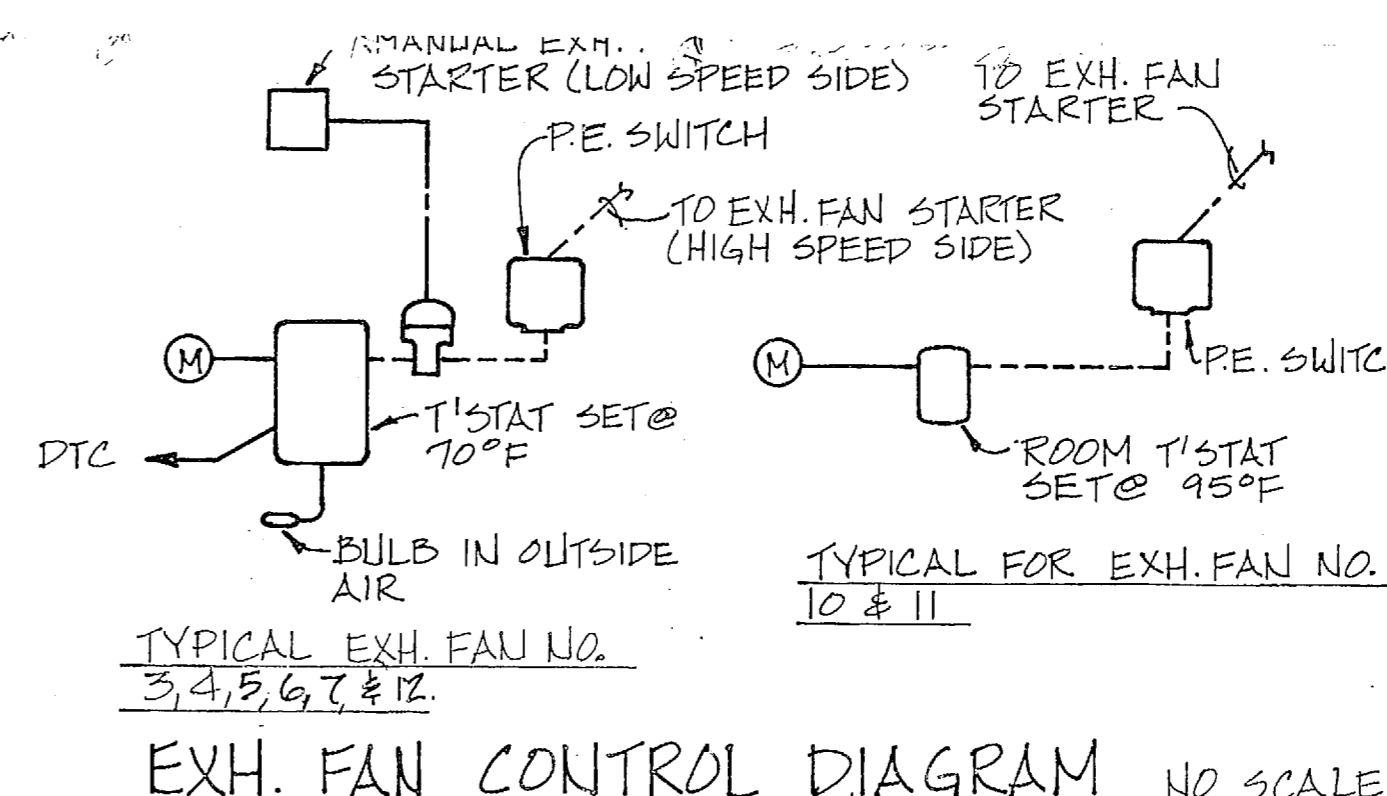 MANUAL EXH.
STARTER (LOW SPEED SIDE)
TO EXH. FAN
STARTER
P.E. SWITCH
TO EXH. FAN STARTER
(HIGH SPEED SIDE)
M
M
P.E. SWITC
T'STAT SET @
70°F
DTC
ROOM T'STAT
SET @ 95°F
BULB IN OUTSIDE
AIR
TYPICAL FOR EXH. FAN NO.
10 & 11
TYPICAL EXH. FAN NO.
3, 4, 5, 6, 7, & 12.
EXH. FAN CONTROL DIAGRAM NO SCALE